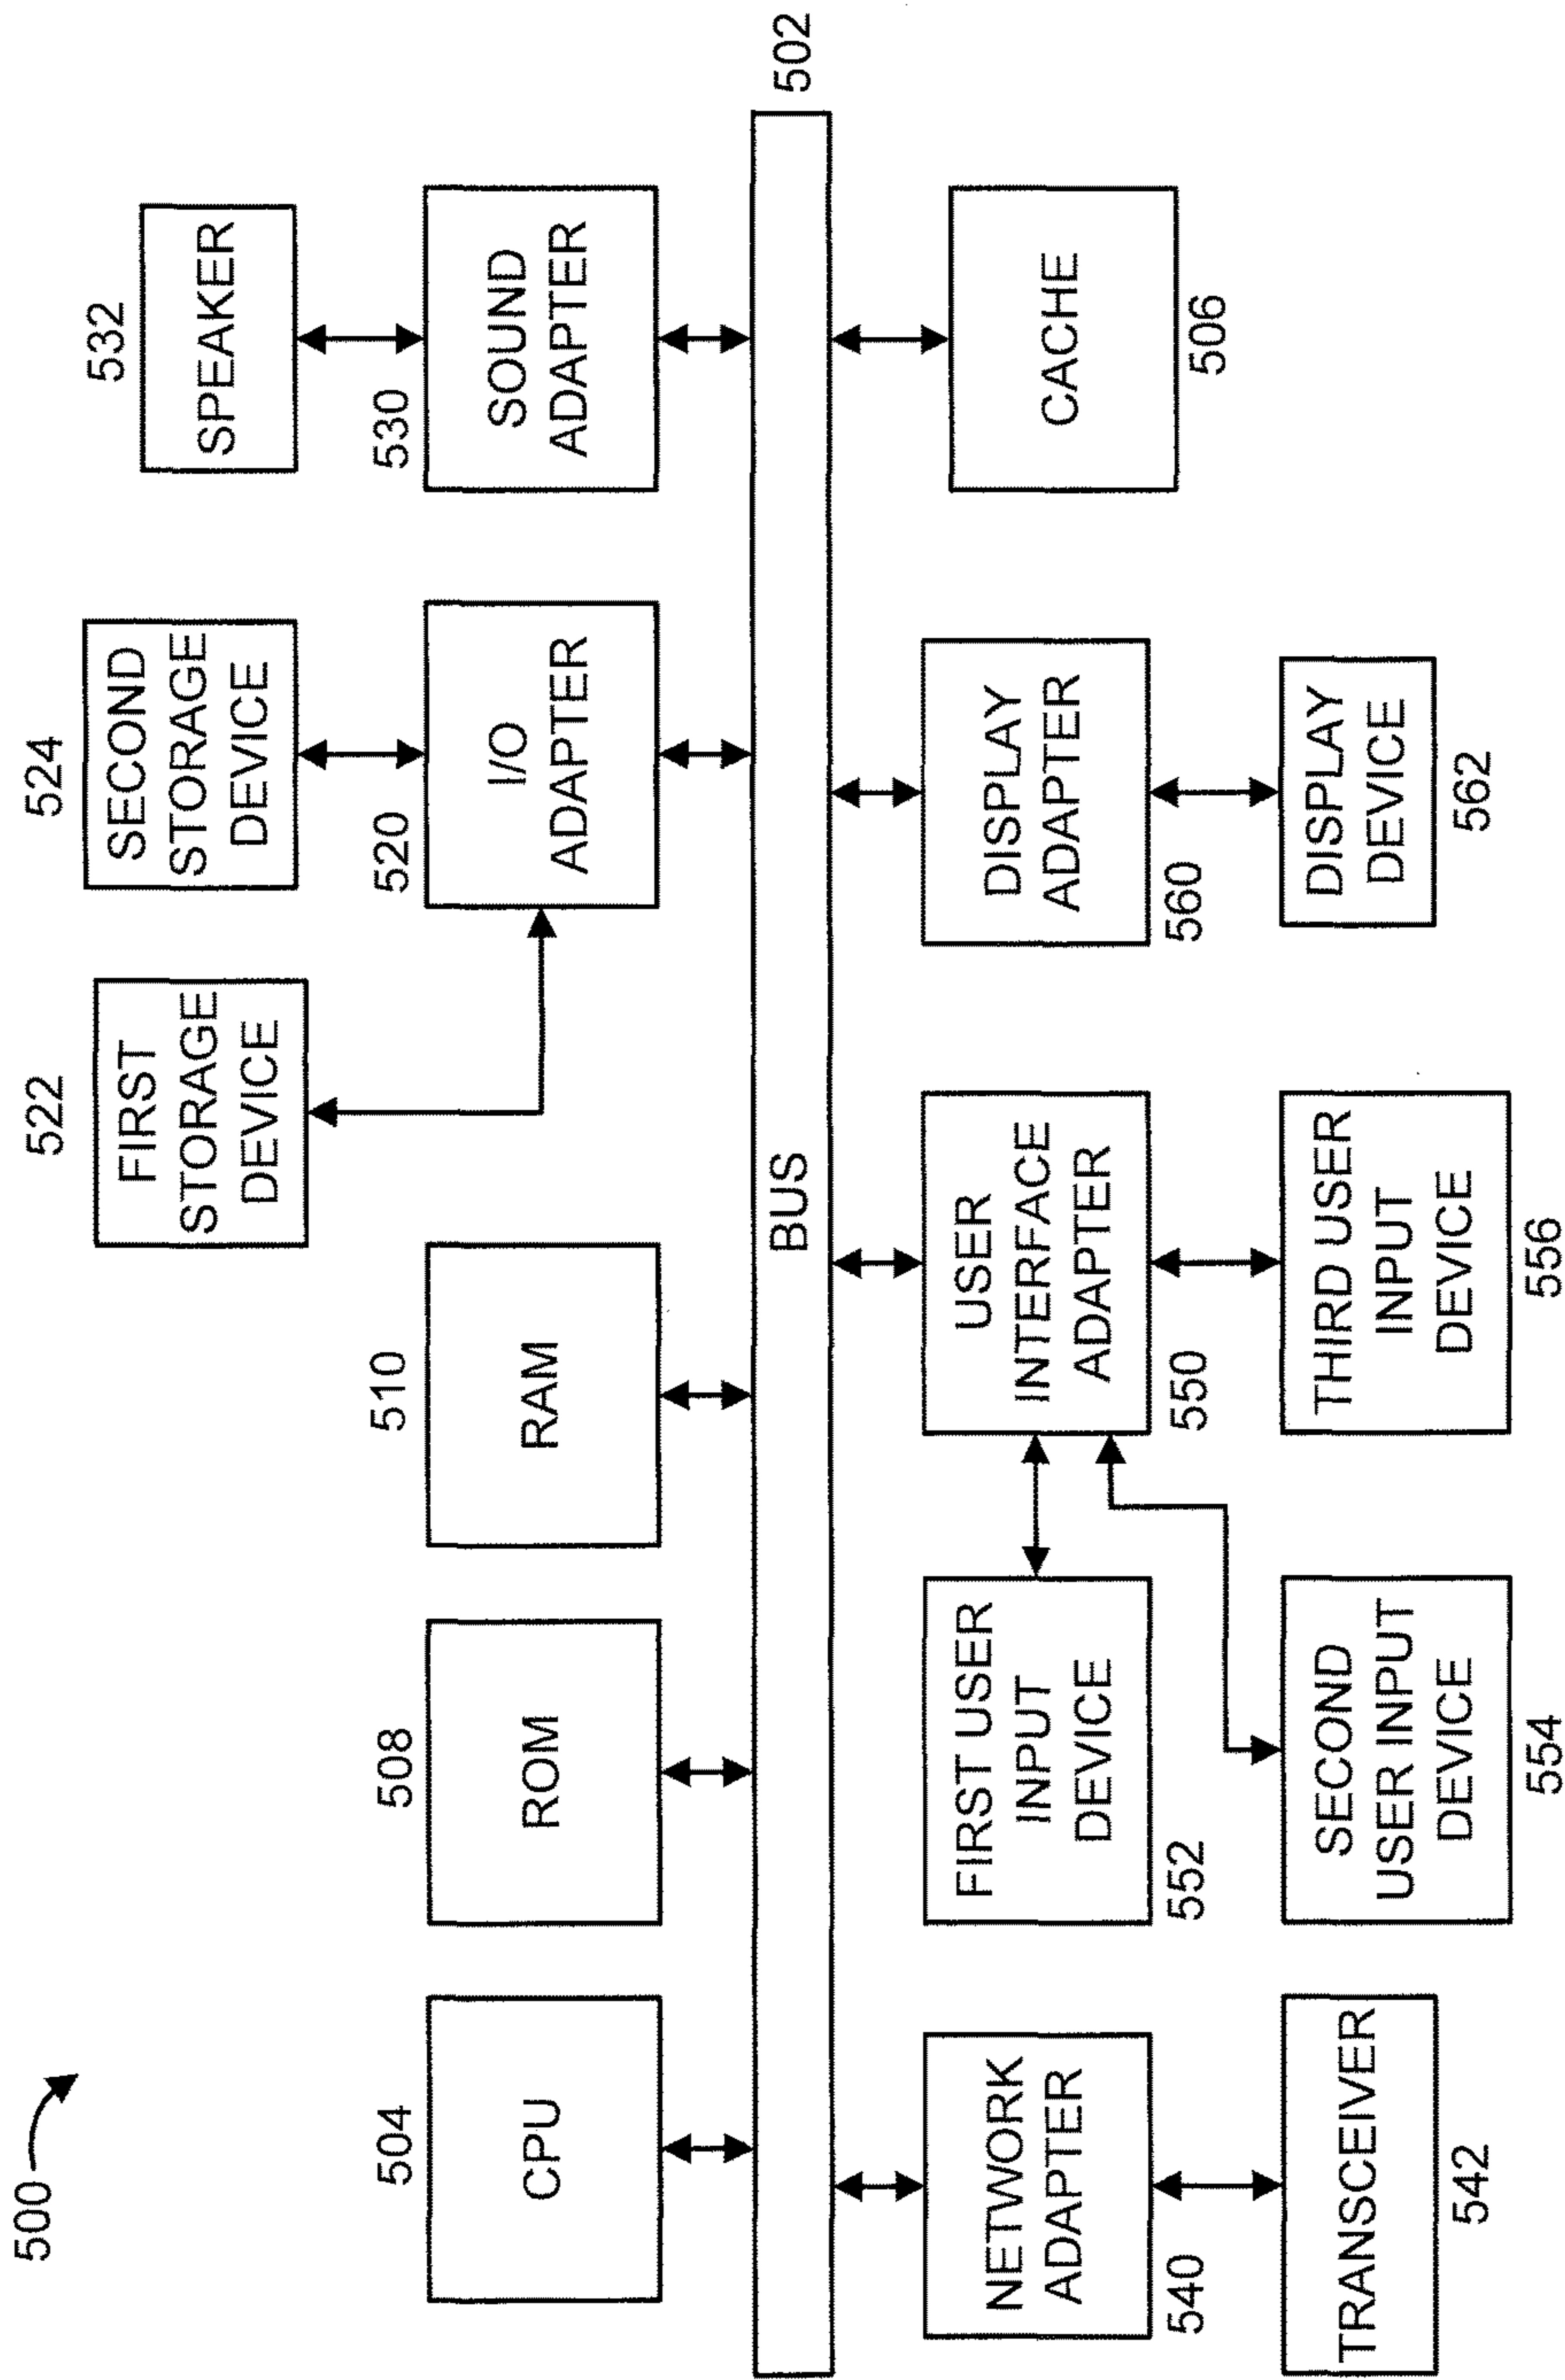 500
504
CPU
508
ROM
510
RAM
522
FIRST
STORAGE
DEVICE
524
SECOND
STORAGE
DEVICE
520
I/O
ADAPTER
532
SPEAKER
530
SOUND
ADAPTER
BUS
502
NETWORK
ADAPTER
540
TRANSCEIVER
542
FIRST USER
INPUT
DEVICE
552
SECOND
USER INPUT
DEVICE
554
USER
INTERFACE
ADAPTER
550
THIRD USER
INPUT
DEVICE
556
DISPLAY
ADAPTER
560
DISPLAY
DEVICE
562
CACHE
506